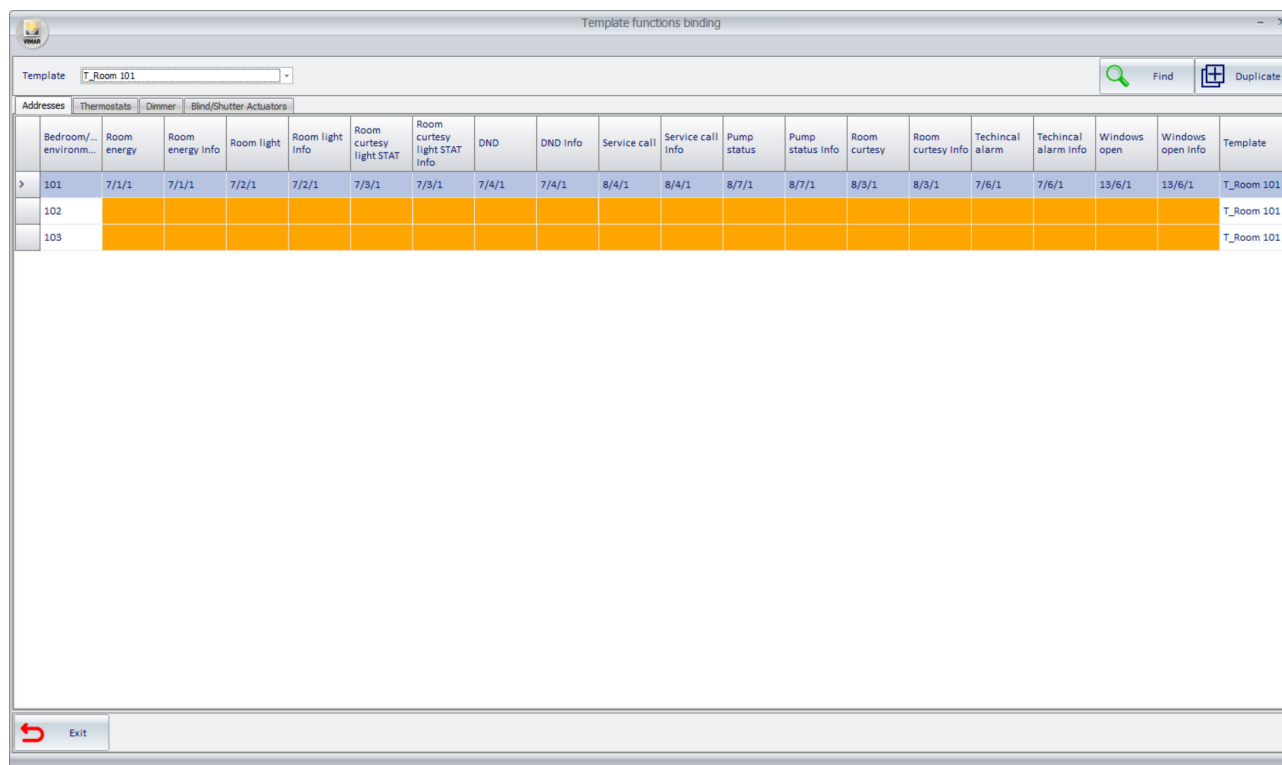 Template functions binding
VIMAR
Template T_Room 101 Find Duplicate
Addresses Thermostats Dimmer Blind/Shutter Actuators
Bedroom/... environm... Room energy Room energy Info Room light Room light Info Room curtesy light STAT Room curtesy light STAT Info DND DND Info Service call Service call Info Pump status Pump status Info Room curtesy Room curtesy Info Techincal alarm Techincal alarm Info Windows open Windows open Info Template
> 101 7/1/1 7/1/1 7/2/1 7/2/1 7/3/1 7/3/1 7/4/1 7/4/1 8/4/1 8/4/1 8/7/1 8/7/1 8/3/1 8/3/1 7/6/1 7/6/1 13/6/1 13/6/1 T_Room 101
102 T_Room 101
103 T_Room 101
Exit